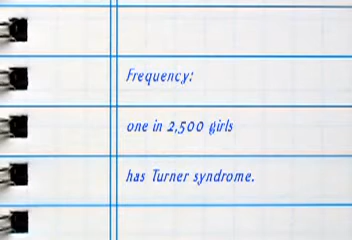 Frequency:
one in 2,500 girls
has Turner syndrome.